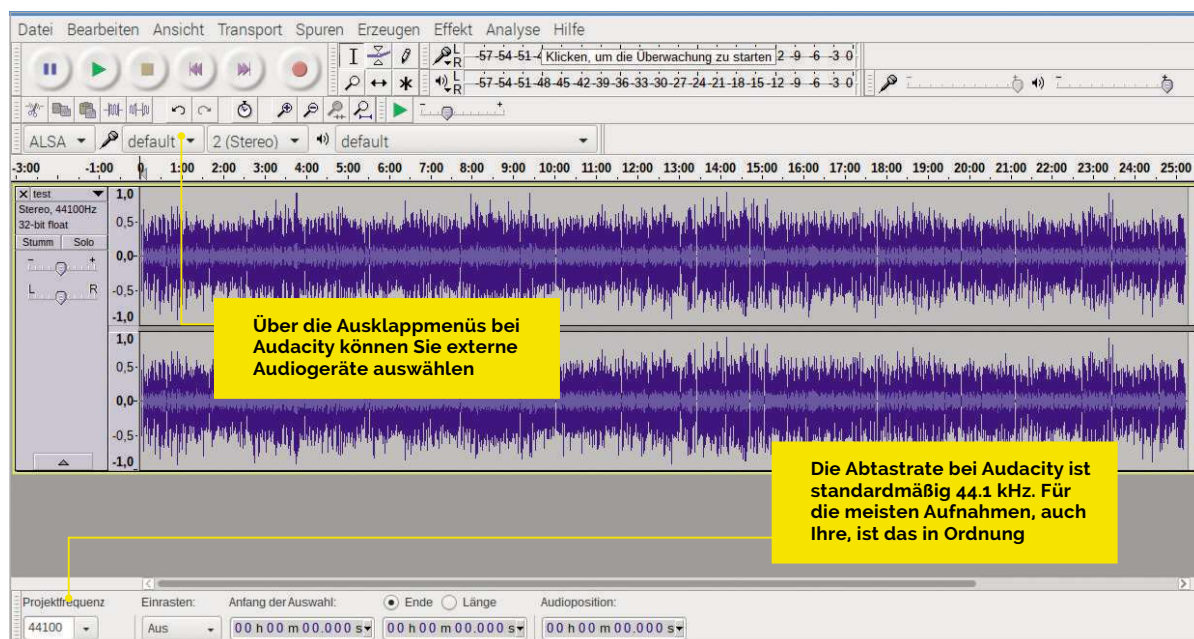 Datei Bearbeiten Ansicht Transport Spuren Erzeugen Effekt Analyse Hilfe
L R -57 -54 -51 -4 Klicken, um die Überwachung zu starten 2 -9 -6 -3 0
L R -57 -54 -51 -48 -45 -42 -39 -36 -33 -30 -27 -24 -21 -18 -15 -12 -9 -6 -3 0
ALSA default 2 (Stereo) default
-3:00 -1:00 0 1:00 2:00 3:00 4:00 5:00 6:00 7:00 8:00 9:00 10:00 11:00 12:00 13:00 14:00 15:00 16:00 17:00 18:00 19:00 20:00 21:00 22:00 23:00 24:00 25:00
test
Stereo, 44100Hz
32-bit float
Stumm Solo
- +
L R
1,0
0,5-
0,0-
-0,5-
-1,0
1,0
0,5-
0,0-
-0,5-
-1,0
Über die Ausklappmenüs bei
Audacity können Sie externe
Audiogeräte auswählen
Die Abtastrate bei Audacity ist
standardmäßig 44.1 kHz. Für
die meisten Aufnahmen, auch
Ihre, ist das in Ordnung
Projektfrequenz Einrasten: Anfang der Auswahl: Ende Länge Audioposition:
44100 Aus 00 h 00 m 00.000 s 00 h 00 m 00.000 s 00 h 00 m 00.000 s